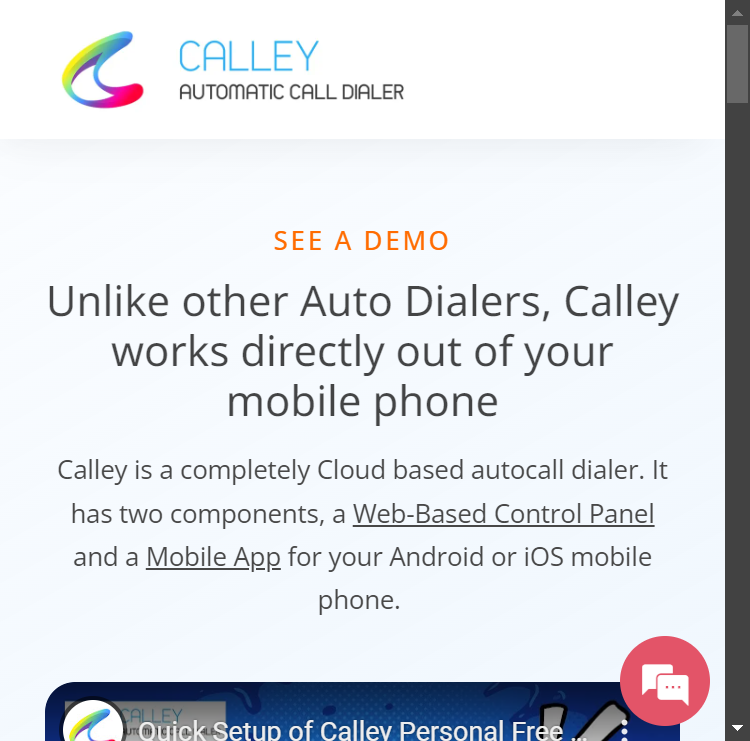 CALLEY
AUTOMATIC CALL DIALER
SEE A DEMO
Unlike other Auto Dialers, Calley
works directly out of your
mobile phone
Calley is a completely Cloud based autocall dialer. It
has two components, a Web-Based Control Panel
and a Mobile App for your Android or iOS mobile
phone.
CALLEY
Quick Setup of Calley Personal Free ...